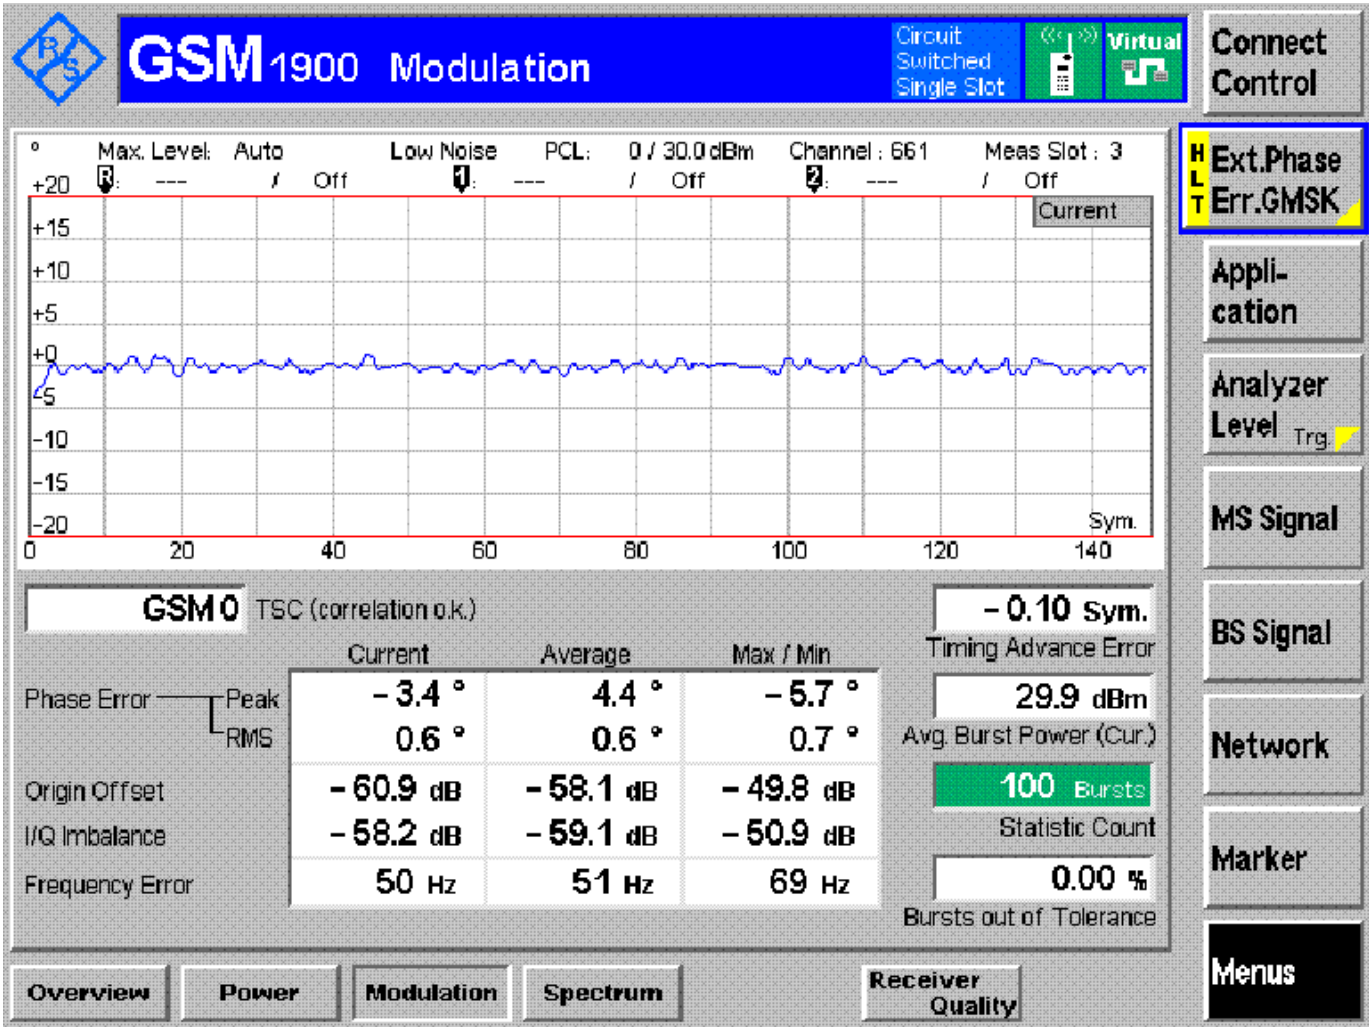 R/S
GSM 1900 Modulation
Circuit
Switched
Single Slot
Virtual
Connect
Control
° Max. Level: Auto Low Noise PCL: 0 / 30.0 dBm Channel : 661 Meas Slot : 3
R: --- / Off 1: --- / Off 2: --- / Off
+20
Current
+15
+10
+5
+0
-5
-10
-15
-20
Sym.
0 20 40 60 80 100 120 140
GSM 0 TSC (correlation o.k.)
- 0.10 Sym.
Timing Advance Error
Current Average Max / Min
Phase Error Peak - 3.4 ° 4.4 ° - 5.7 °
RMS 0.6 ° 0.6 ° 0.7 °
29.9 dBm
Avg. Burst Power (Cur.)
Origin Offset - 60.9 dB - 58.1 dB - 49.8 dB
I/Q Imbalance - 58.2 dB - 59.1 dB - 50.9 dB
100 Bursts
Statistic Count
Frequency Error 50 Hz 51 Hz 69 Hz
0.00 %
Bursts out of Tolerance
HLT
Ext.Phase
Err.GMSK
Appli-
cation
Analyzer
Level Trg.
MS Signal
BS Signal
Network
Marker
Menus
Overview Power Modulation Spectrum Receiver
Quality